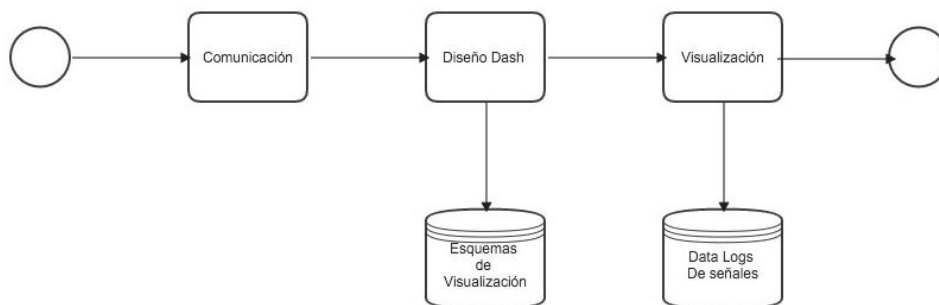 Comunicación
Diseño Dash
Visualización
Esquemas
de
Visualización
Data Logs
De señales